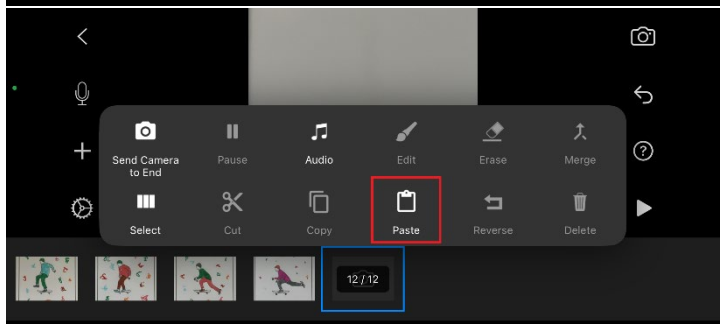 Send Camera
to End
Pause
Audio
Edit
Erase
Merge
Select
Cut
Copy
Paste
Reverse
Delete
12 / 12